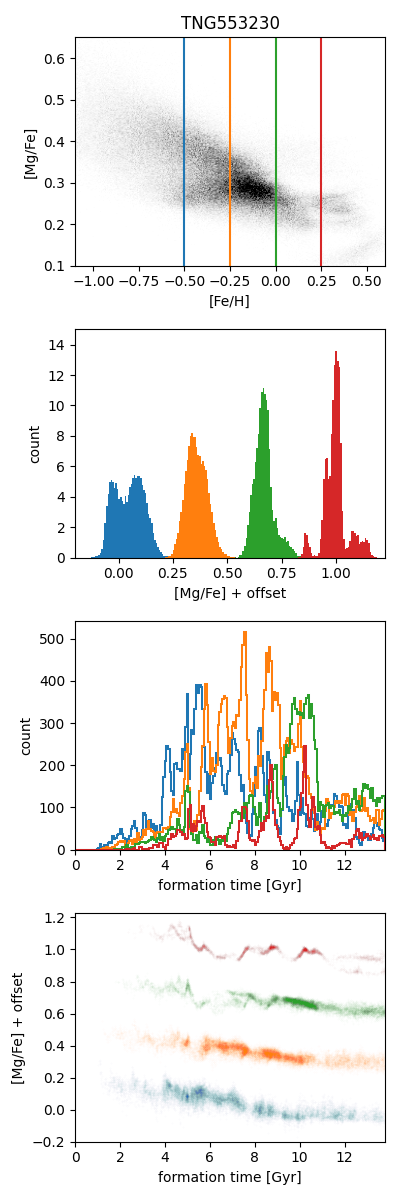 TNG553230
[Mg/Fe]
0.6
0.5
0.4
0.3
0.2
0.1
−1.00 −0.75 −0.50 −0.25 0.00 0.25 0.50
[Fe/H]
count
14
12
10
8
6
4
2
0
0.00 0.25 0.50 0.75 1.00
[Mg/Fe] + offset
count
500
400
300
200
100
0
0 2 4 6 8 10 12
formation time [Gyr]
[Mg/Fe] + offset
1.2
1.0
0.8
0.6
0.4
0.2
0.0
−0.2
0 2 4 6 8 10 12
formation time [Gyr]